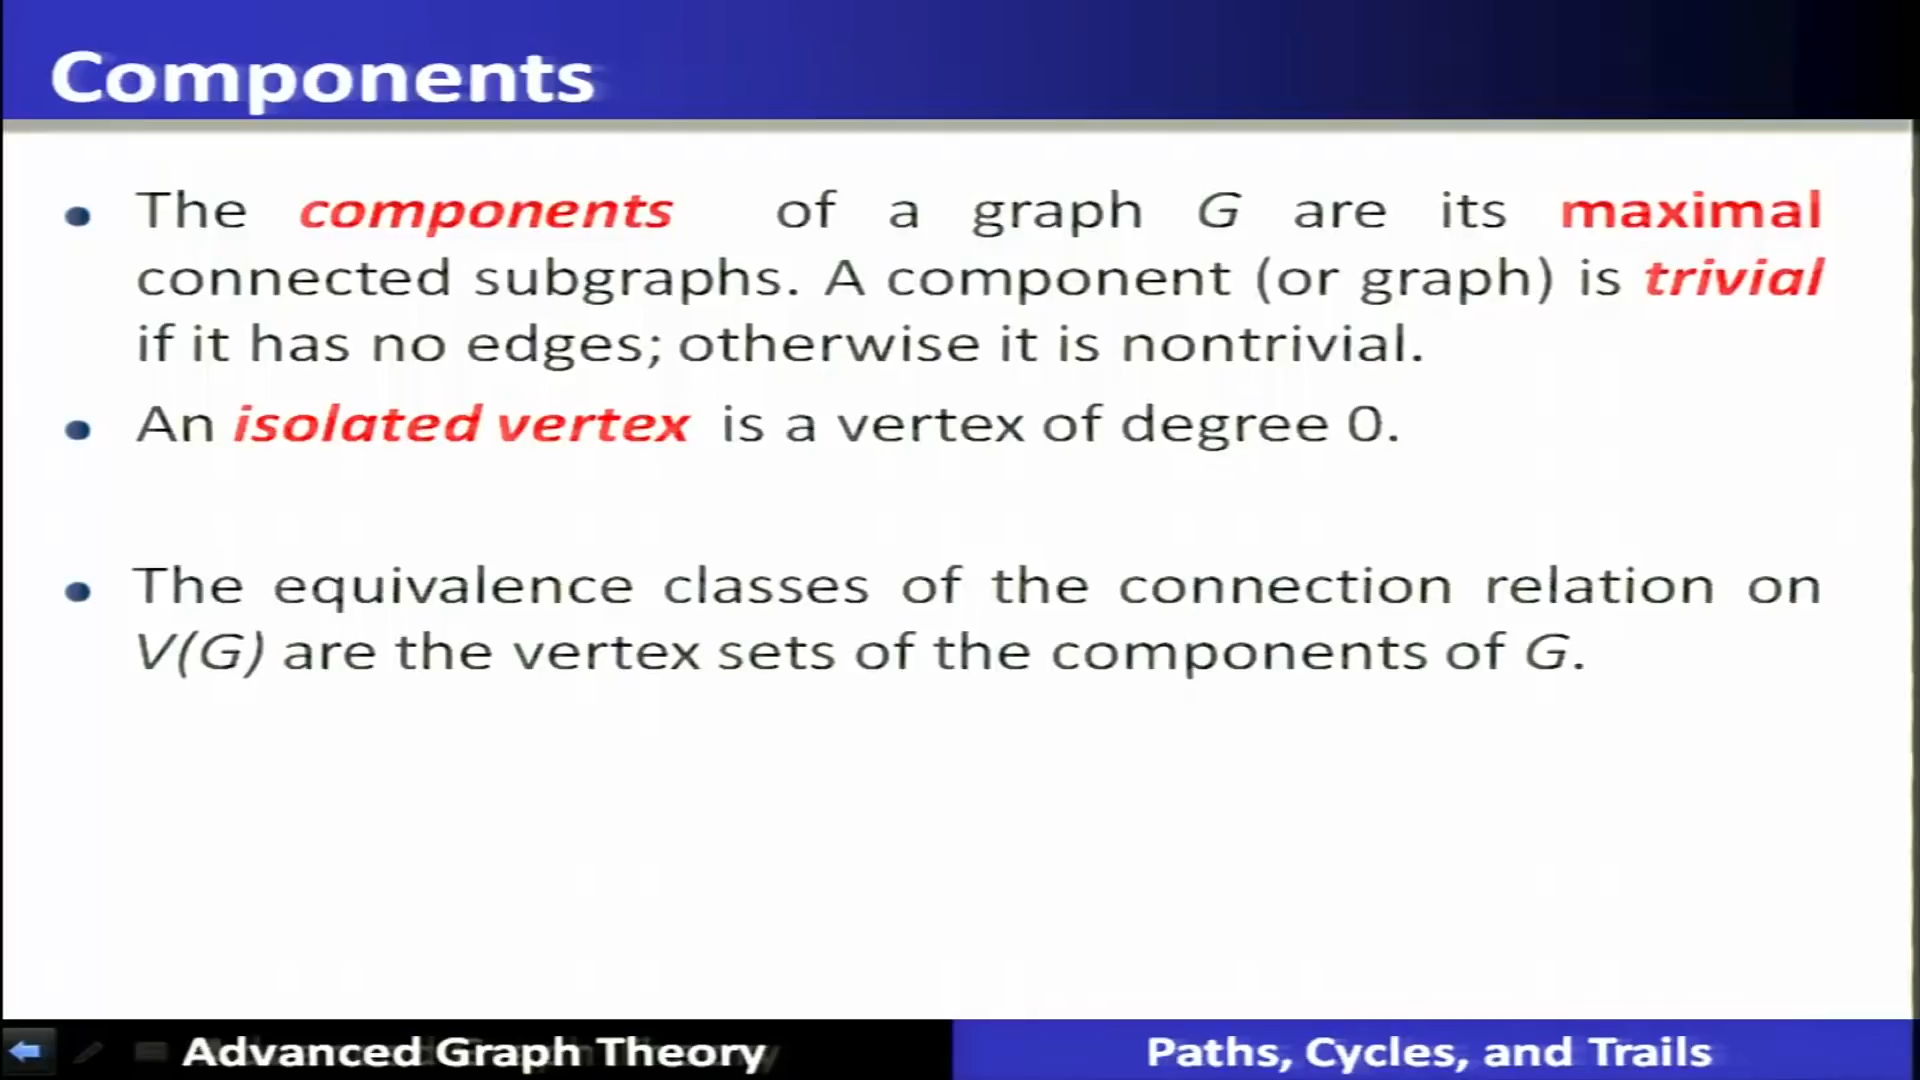 Components
• The components of a graph G are its maximal
connected subgraphs. A component (or graph) is trivial
if it has no edges; otherwise it is nontrivial.
• An isolated vertex is a vertex of degree 0.
• The equivalence classes of the connection relation on
V(G) are the vertex sets of the components of G.
Advanced Graph Theory
Paths, Cycles, and Trails